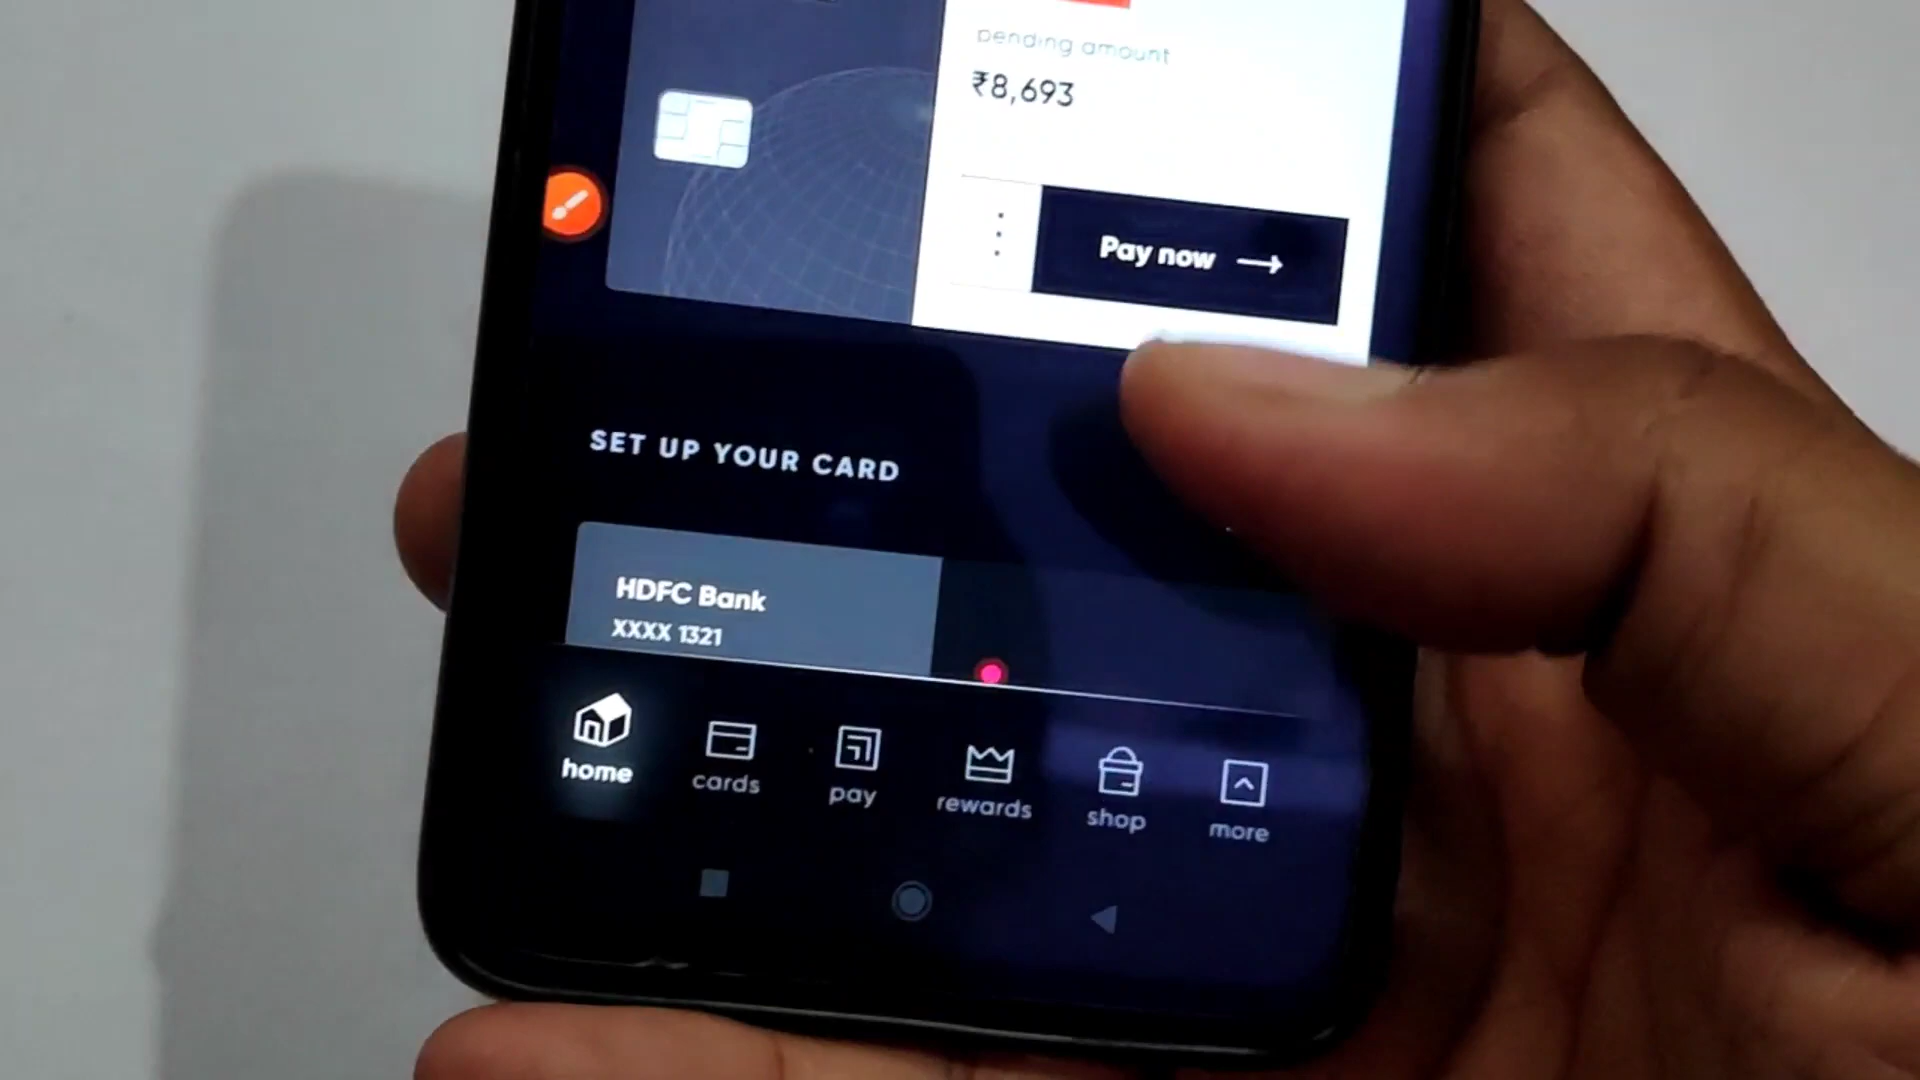 pending amount
₹8,693
Pay now
SET UP YOUR CARD
HDFC Bank
XXXX 1321
home
cards
pay
rewards
shop
more